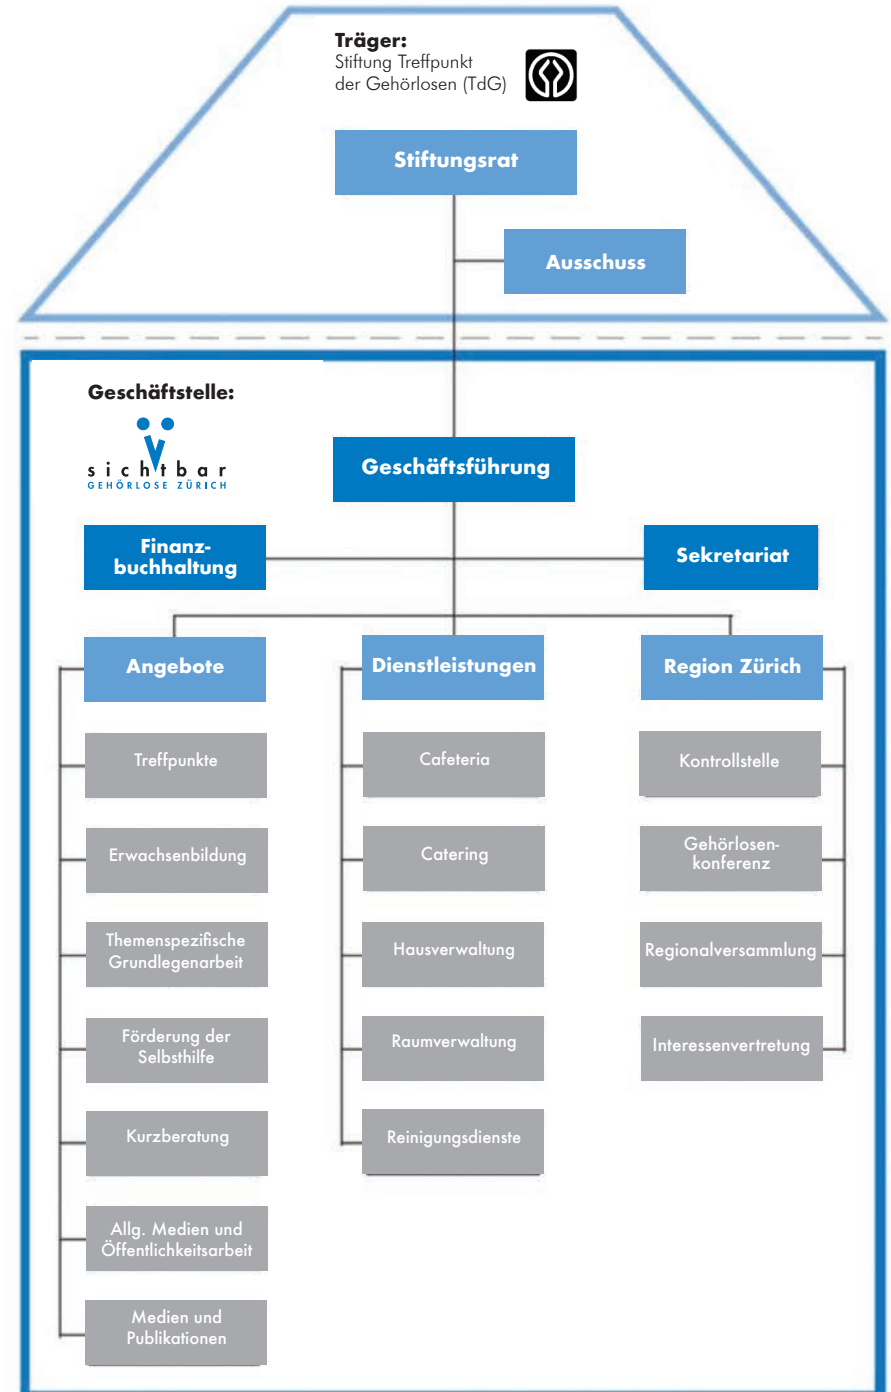 Träger:
Stiftung Treffpunkt
der Gehörlosen (TdG)
Stiftungsrat
Ausschuss
Geschäftstelle:
sichtbar
GEHÖRLOSE ZÜRICH
Geschäftsführung
Finanz-
buchhaltung
Sekretariat
Angebote
Treffpunkte
Erwachsenbildung
Themenspezifische
Grundlegenarbeit
Förderung der
Selbsthilfe
Kurzberatung
Allg. Medien und
Öffentlichkeitsarbeit
Medien und
Publikationen
Dienstleistungen
Cafeteria
Catering
Hausverwaltung
Raumverwaltung
Reinigungsdienste
Region Zürich
Kontrollstelle
Gehörlosen-
konferenz
Regionalversammlung
Interessenvertretung